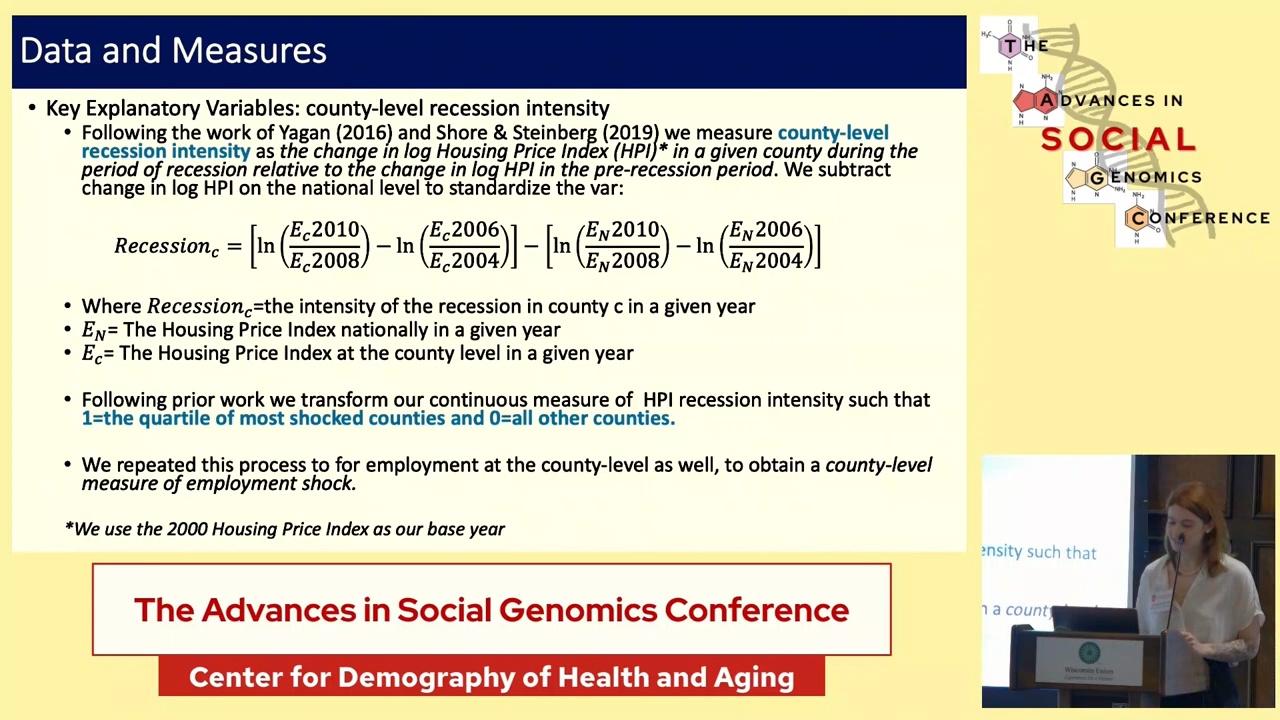 Data and Measures
• Key Explanatory Variables: county-level recession intensity
• Following the work of Yagan (2016) and Shore & Steinberg (2019) we measure county-level
recession intensity as the change in log Housing Price Index (HPI)* in a given county during the
period of recession relative to the change in log HPI in the pre-recession period. We subtract
change in log HPI on the national level to standardize the var:
Recession_c = [ln (E_c2010 / E_c2008) − ln (E_c2006 / E_c2004)] − [ln (E_N2010 / E_N2008) − ln (E_N2006 / E_N2004)]
• Where Recession_c=the intensity of the recession in county c in a given year
• E_N= The Housing Price Index nationally in a given year
• E_c= The Housing Price Index at the county level in a given year
• Following prior work we transform our continuous measure of HPI recession intensity such that
1=the quartile of most shocked counties and 0=all other counties.
• We repeated this process to for employment at the county-level as well, to obtain a county-level
measure of employment shock.
*We use the 2000 Housing Price Index as our base year
THE
ADVANCES IN
SOCIAL
GENOMICS
CONFERENCE
ensity such that
n a county
Wisconsin Union
The Advances in Social Genomics Conference
Center for Demography of Health and Aging